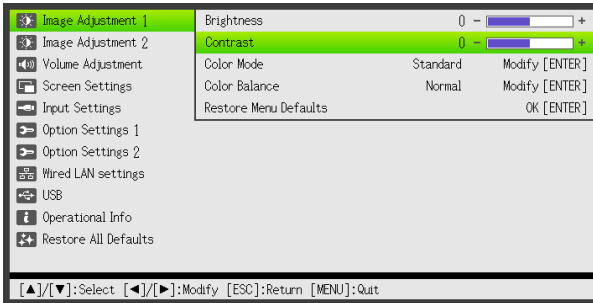 Image Adjustment 1
Image Adjustment 2
Volume Adjustment
Screen Settings
Input Settings
Option Settings 1
Option Settings 2
Wired LAN settings
USB
Operational Info
Restore All Defaults
Brightness 0 - +
Contrast 0 - +
Color Mode Standard Modify [ENTER]
Color Balance Normal Modify [ENTER]
Restore Menu Defaults OK [ENTER]
[▲]/[▼]:Select [◄]/[►]:Modify [ESC]:Return [MENU]:Quit